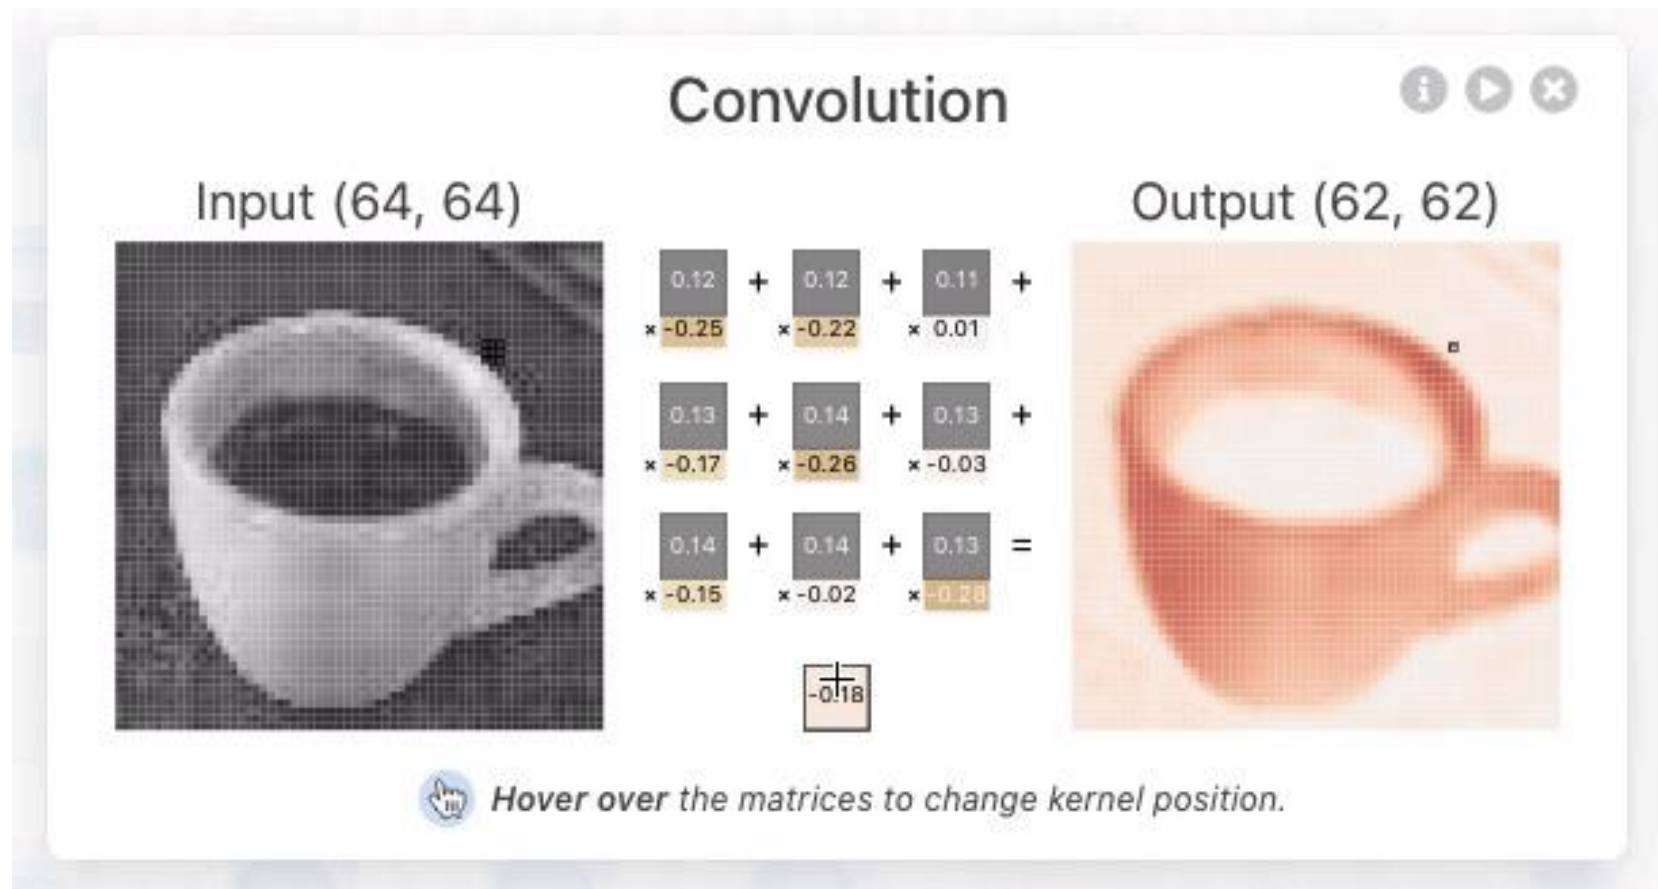 Convolution
Input (64, 64)
Output (62, 62)
0.12 + 0.12 + 0.11 +
× -0.25 × -0.22 × 0.01
0.13 + 0.14 + 0.13 +
× -0.17 × -0.26 × -0.03
0.14 + 0.14 + 0.13 =
× -0.15 × -0.02 × -0.28
-0.18
Hover over the matrices to change kernel position.